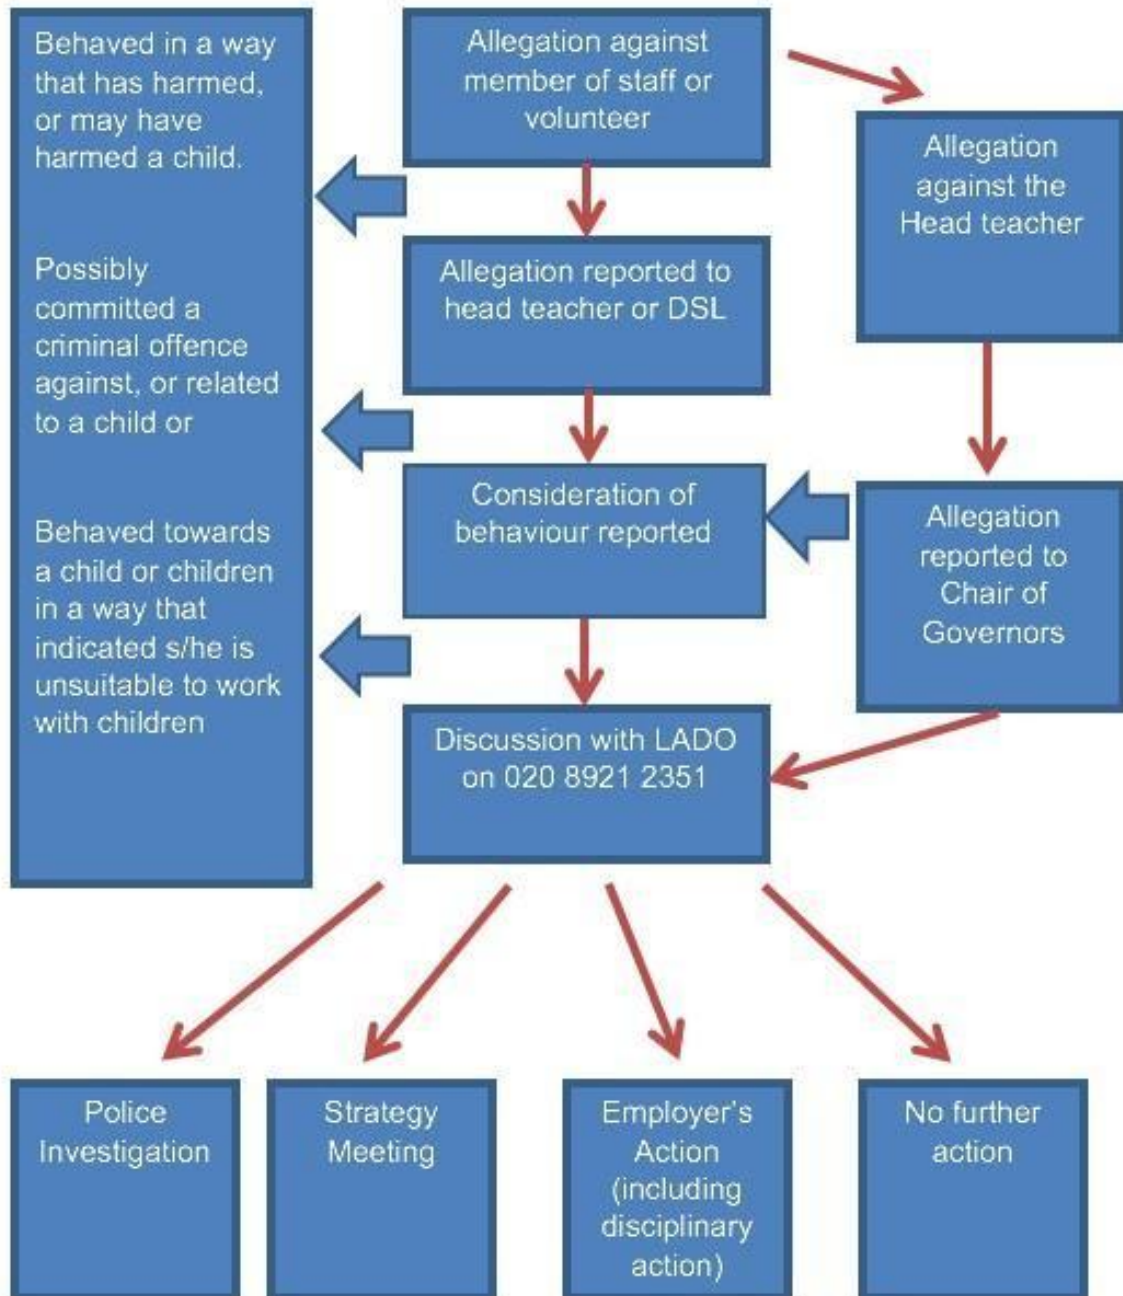 Behaved in a way
that has harmed,
or may have
harmed a child.
Possibly
committed a
criminal offence
against, or related
to a child or
Behaved towards
a child or children
in a way that
indicated s/he is
unsuitable to work
with children
Allegation against
member of staff or
volunteer
Allegation
against the
Head teacher
Allegation reported to
head teacher or DSL
Consideration of
behaviour reported
Allegation
reported to
Chair of
Governors
Discussion with LADO
on 020 8921 2351
Police
Investigation
Strategy
Meeting
Employer’s
Action
(including
disciplinary
action)
No further
action